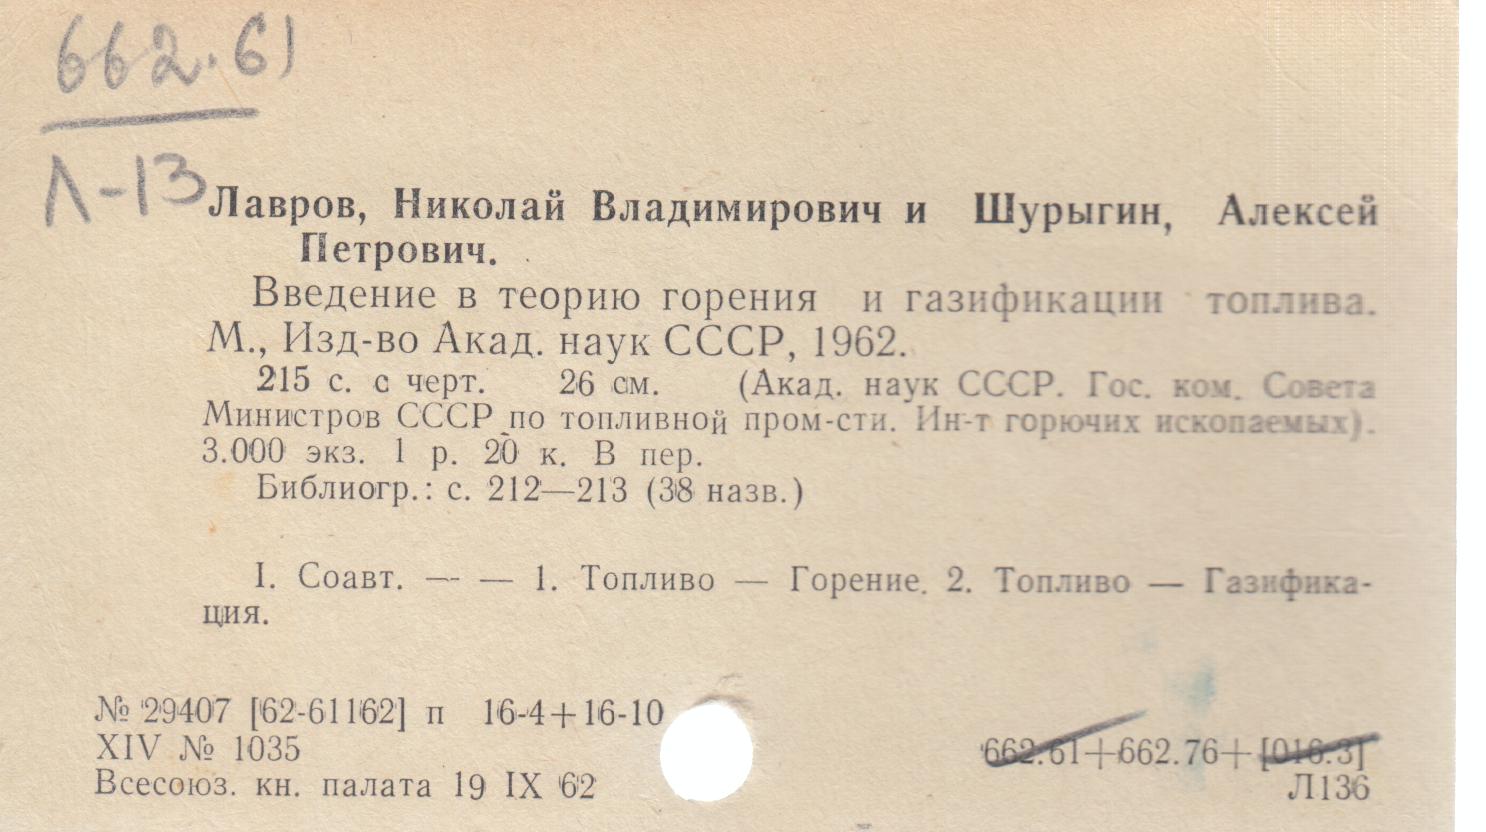 662.61
Л-13
Лавров, Николай Владимирович и Шурыгин, Алексей
Петрович.
Введение в теорию горения и газификации топлива.
М., Изд-во Акад. наук СССР, 1962.
215 с. с черт. 26 см. (Акад. наук СССР. Гос. ком. Совета
Министров СССР по топливной пром-сти. Ин-т горючих ископаемых).
3.000 экз. 1 р. 20 к. В пер.
Библиогр.: с. 212—213 (38 назв.)
I. Соавт. — — 1. Топливо — Горение. 2. Топливо — Газифика-
ция.
№ 29407 [62-61162] п 16-4+16-10
XIV № 1035
Всесоюз. кн. палата 19 IX 62
662.61+662.76+[016.3]
Л136